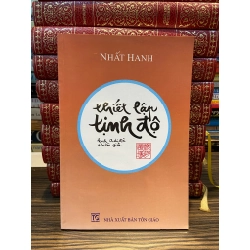 NHẤT HẠNH
thiết lập
tịnh độ
NHÀ XUẤT BẢN TÔN GIÁO